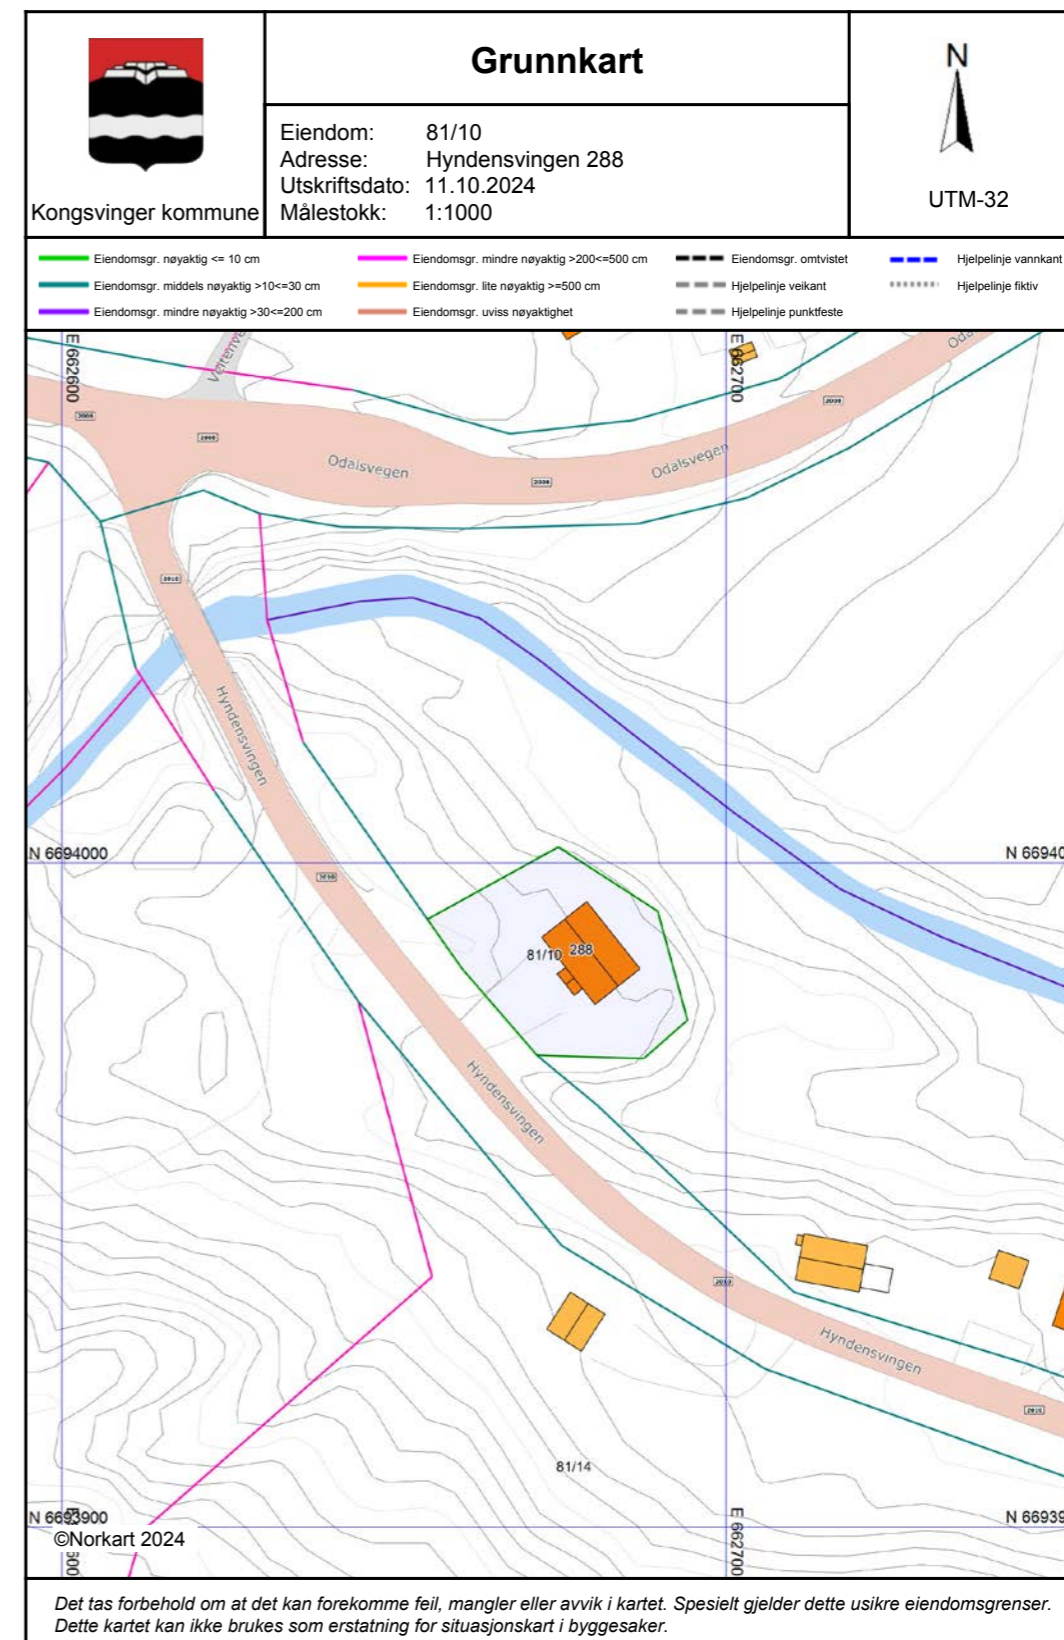 Grunnkart
Kongsvinger kommune
Eiendom: 81/10
Adresse: Hyndensvingen 288
Utskriftsdato: 11.10.2024
Målestokk: 1:1000
N
UTM-32
Eiendomsgr. nøyaktig <= 10 cm
Eiendomsgr. middels nøyaktig >10<=30 cm
Eiendomsgr. mindre nøyaktig >30<=200 cm
Eiendomsgr. mindre nøyaktig >200<=500 cm
Eiendomsgr. lite nøyaktig >=500 cm
Eiendomsgr. uviss nøyaktighet
Eiendomsgr. omtvistet
Hjelpelinje veikant
Hjelpelinje punktfeste
Hjelpelinje vannkant
Hjelpelinje fiktiv
E 662600
E 662700
Odalsvegen
Odalsvegen
Hyndensvingen
N 6694000
N 66940
81/10
288
Hyndensvingen
Hyndensvingen
81/14
N 6693900
N 66939
E 662700
©Norkart 2024
Det tas forbehold om at det kan forekomme feil, mangler eller avvik i kartet. Spesielt gjelder dette usikre eiendomsgrenser.
Dette kartet kan ikke brukes som erstatning for situasjonskart i byggesaker.